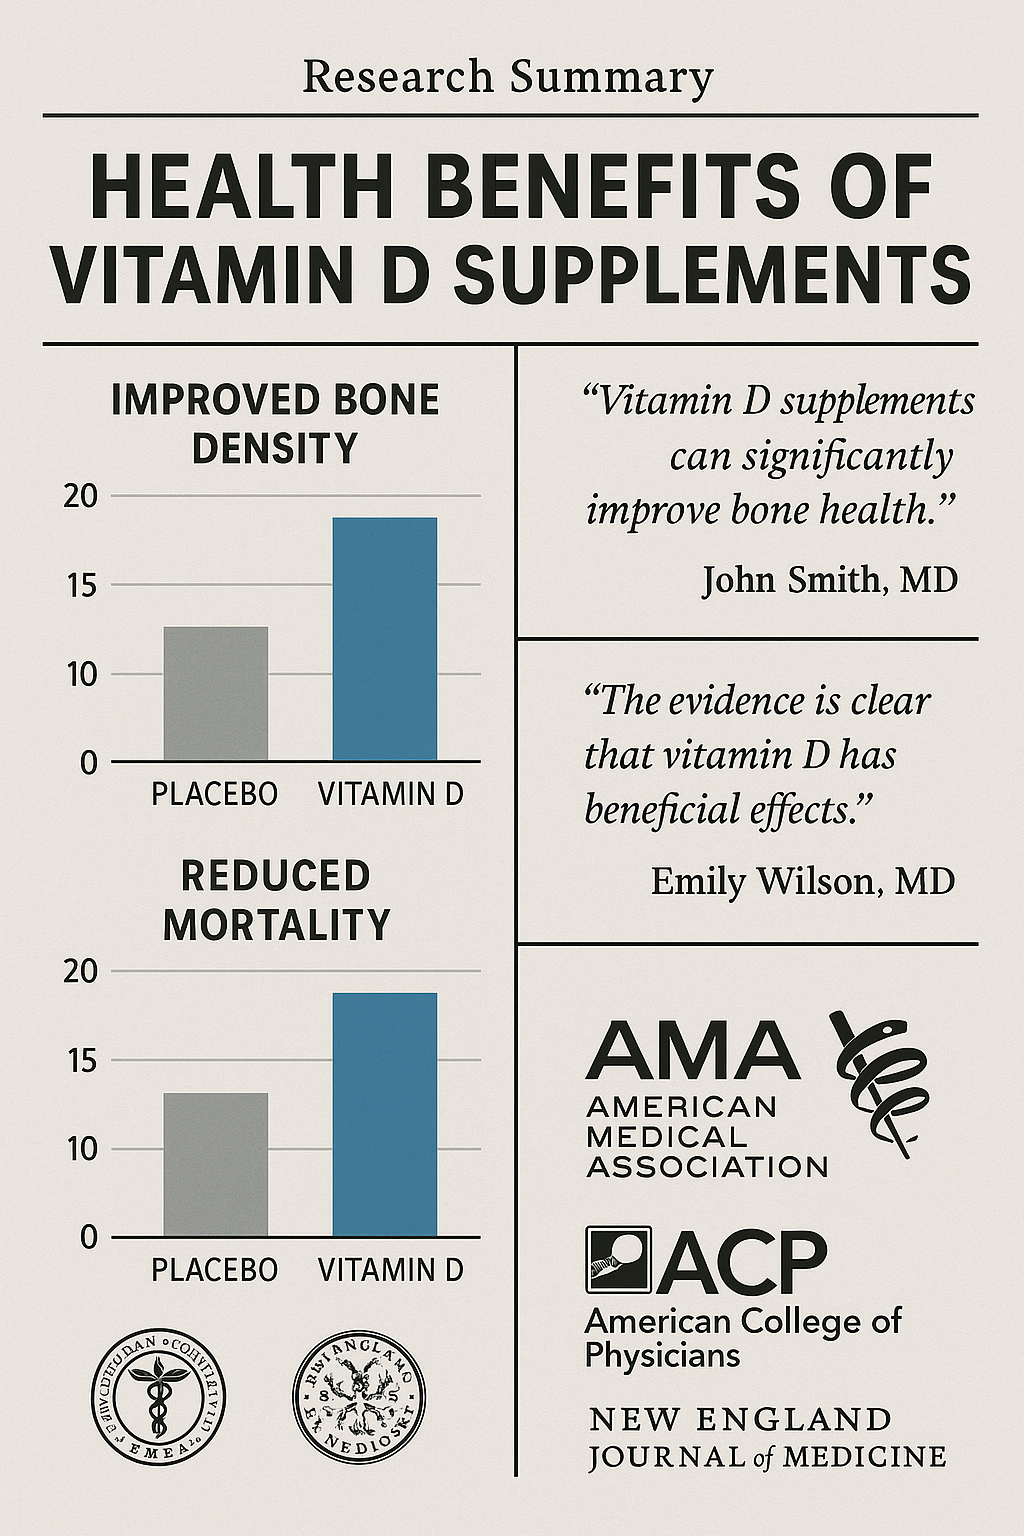 Research Summary
HEALTH BENEFITS OF
VITAMIN D SUPPLEMENTS
IMPROVED BONE
DENSITY
20
15
10
0
PLACEBO VITAMIN D
REDUCED
MORTALITY
20
15
10
0
PLACEBO VITAMIN D
EMEA
“Vitamin D supplements
can significantly
improve bone health.”
John Smith, MD
“The evidence is clear
that vitamin D has
beneficial effects.”
Emily Wilson, MD
AMA
AMERICAN
MEDICAL
ASSOCIATION
ACP
American College of
Physicians
NEW ENGLAND
JOURNAL of MEDICINE